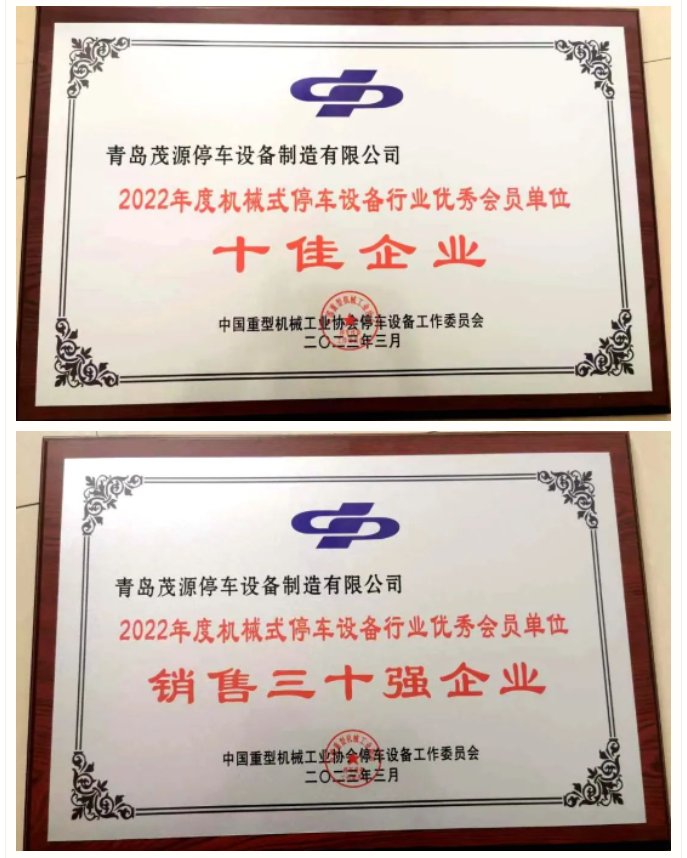 青岛茂源停车设备制造有限公司
2022年度机械式停车设备行业优秀会员单位
十佳企业
中国重型机械工业协会停车设备工作委员会
二〇二三年三月
青岛茂源停车设备制造有限公司
2022年度机械式停车设备行业优秀会员单位
销售三十强企业
中国重型机械工业协会停车设备工作委员会
二〇二三年三月